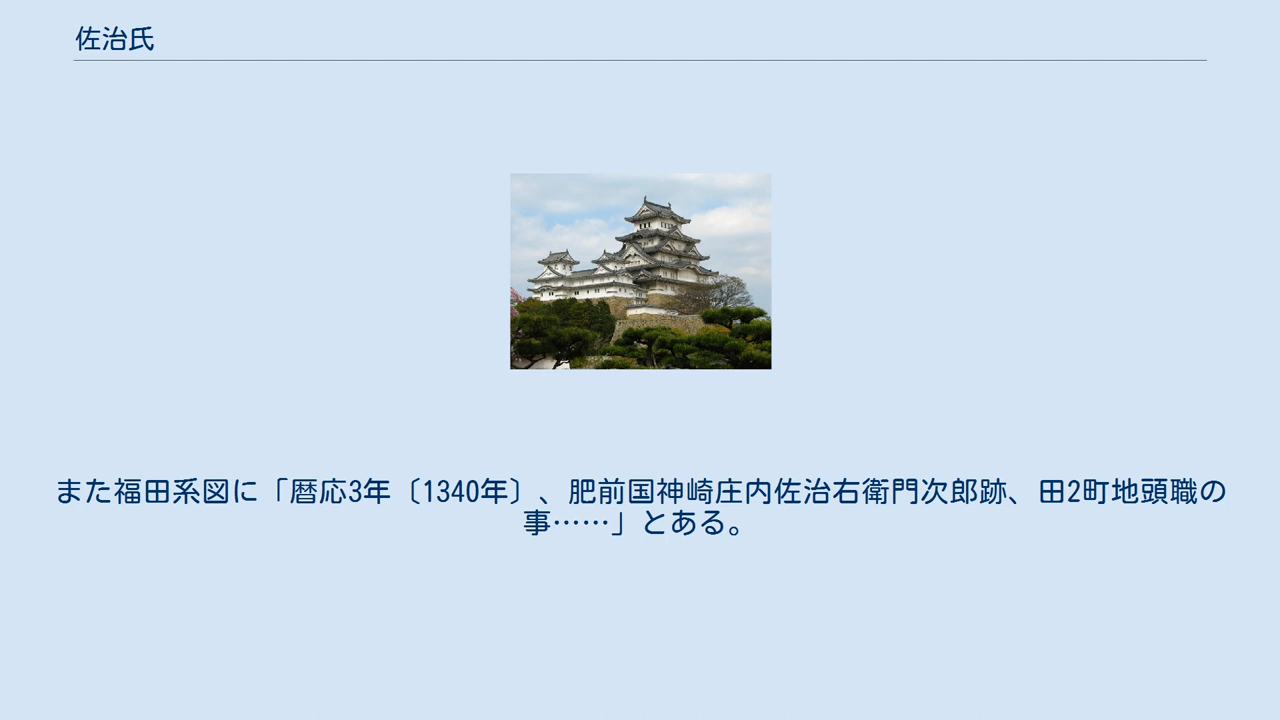 佐治氏
また福田系図に「暦応3年〔1340年〕、肥前国神崎庄内佐治右衛門次郎跡、田2町地頭職の
事……」とある。